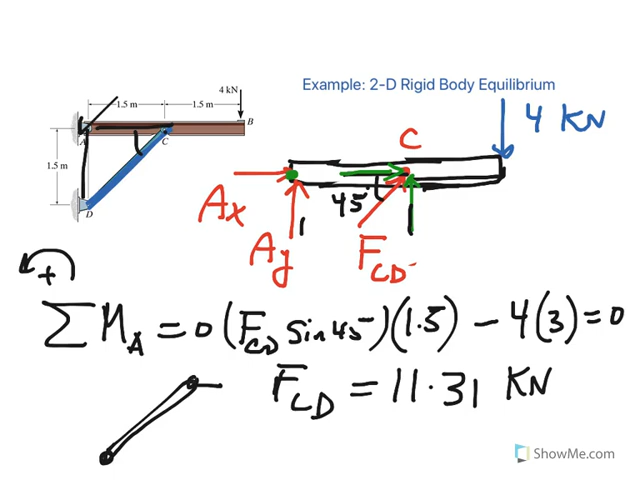 Example: 2-D Rigid Body Equilibrium
4 kN
1.5 m
1.5 m
B
A
C
1.5 m
D
4 KN
C
45°
Ax
Ay
FCD
+
∑ MA = 0 (FCD sin 45°)(1.5) - 4(3) = 0
FCD = 11.31 KN
ShowMe.com